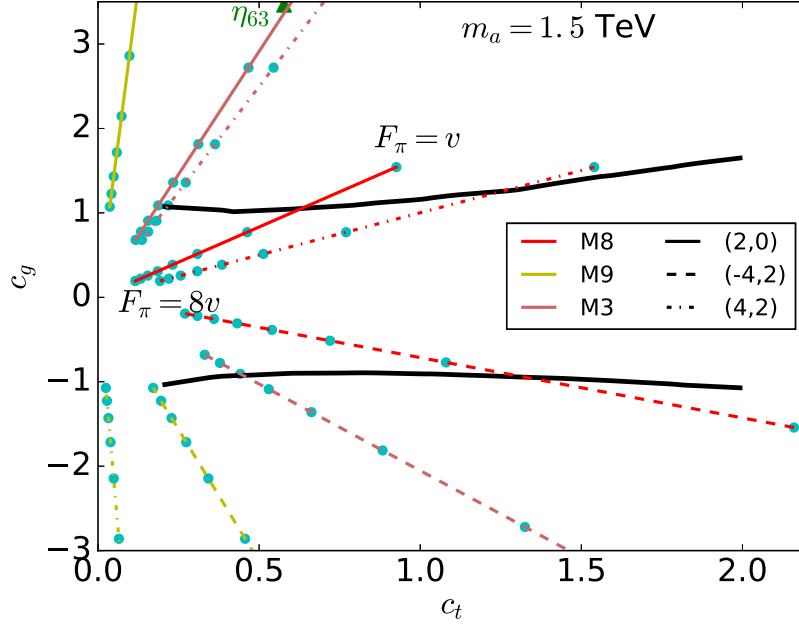 η63
m_a = 1.5 TeV
3
2
F_π = v
1
M8 (2,0)
M9 (-4,2)
M3 (4,2)
c_g
0
F_π = 8v
−1
−2
−3
0.0 0.5 1.0 1.5 2.0
c_t